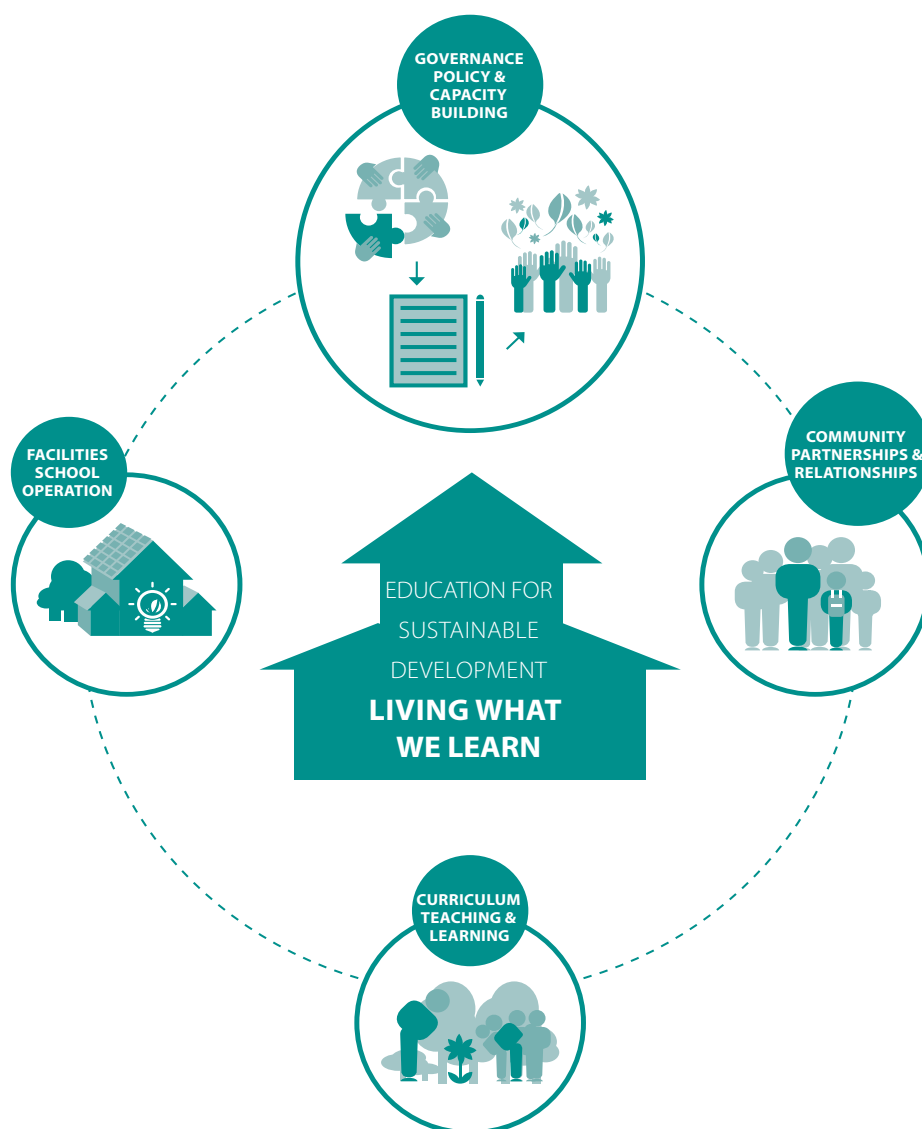 GOVERNANCE
POLICY &
CAPACITY
BUILDING
FACILITIES
SCHOOL
OPERATION
COMMUNITY
PARTNERSHIPS &
RELATIONSHIPS
EDUCATION FOR
SUSTAINABLE
DEVELOPMENT
LIVING WHAT
WE LEARN
CURRICULUM
TEACHING &
LEARNING